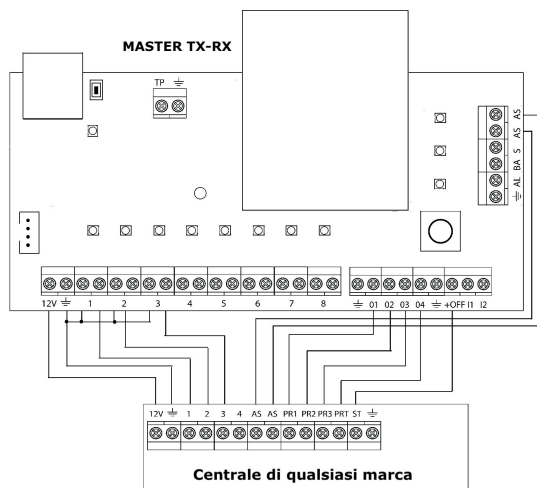 MASTER TX-RX
TP ⏚
AS
AS
S
BA
AL
⏚
12V ⏚ 1 2 3 4 5 6 7 8
⏚ 01 02 03 04 ⏚ +OFF I1 I2
12V ⏚ 1 2 3 4 AS AS PR1 PR2 PR3 PRT ST ⏚
Centrale di qualsiasi marca